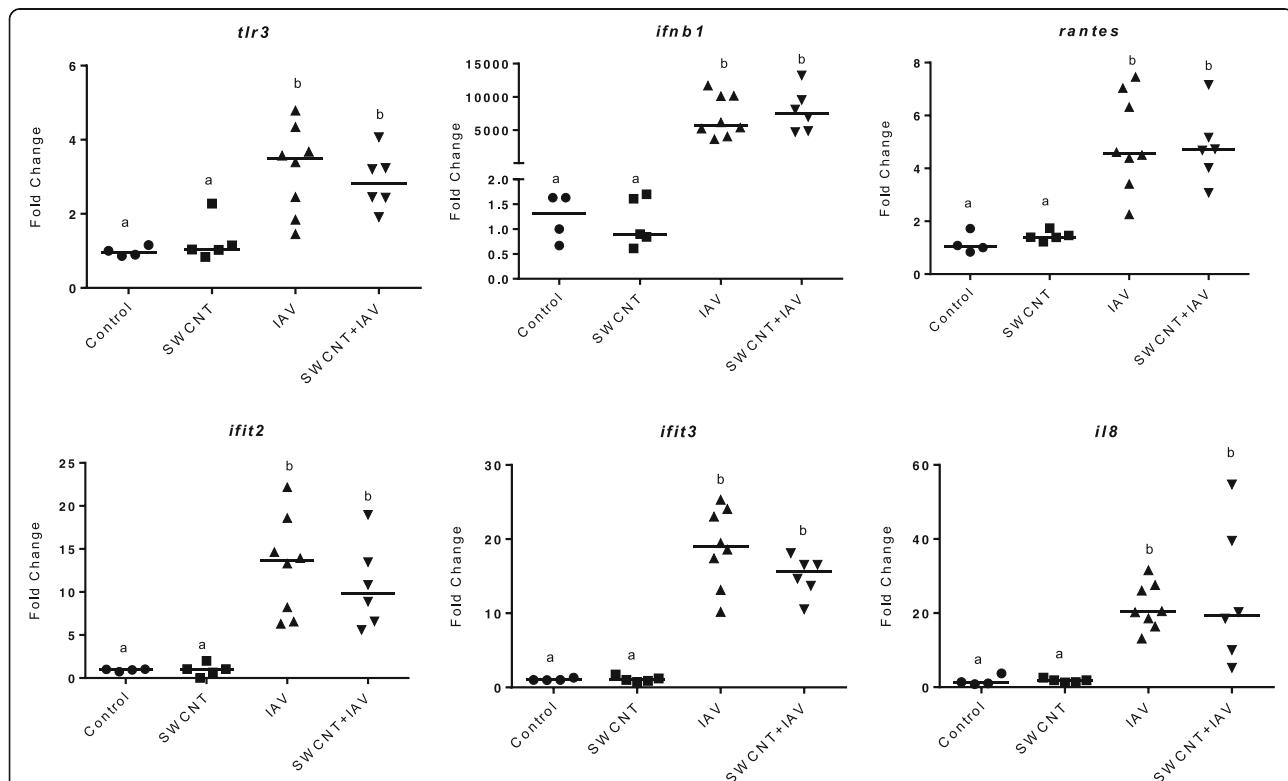 tlr3
6
4
2
0
Fold Change
a
a
b
b
Control
SWCNT
IAV
SWCNT+IAV
ifnb1
15000
10000
5000
2.0
1.5
1.0
0.5
0.0
Fold Change
a
a
b
b
Control
SWCNT
IAV
SWCNT+IAV
rantes
8
6
4
2
0
Fold Change
a
a
b
b
Control
SWCNT
IAV
SWCNT+IAV
ifit2
25
20
15
10
5
0
Fold Change
a
a
b
b
Control
SWCNT
IAV
SWCNT+IAV
ifit3
30
20
10
0
Fold Change
a
a
b
b
Control
SWCNT
IAV
SWCNT+IAV
il8
60
40
20
0
Fold Change
a
a
b
b
Control
SWCNT
IAV
SWCNT+IAV